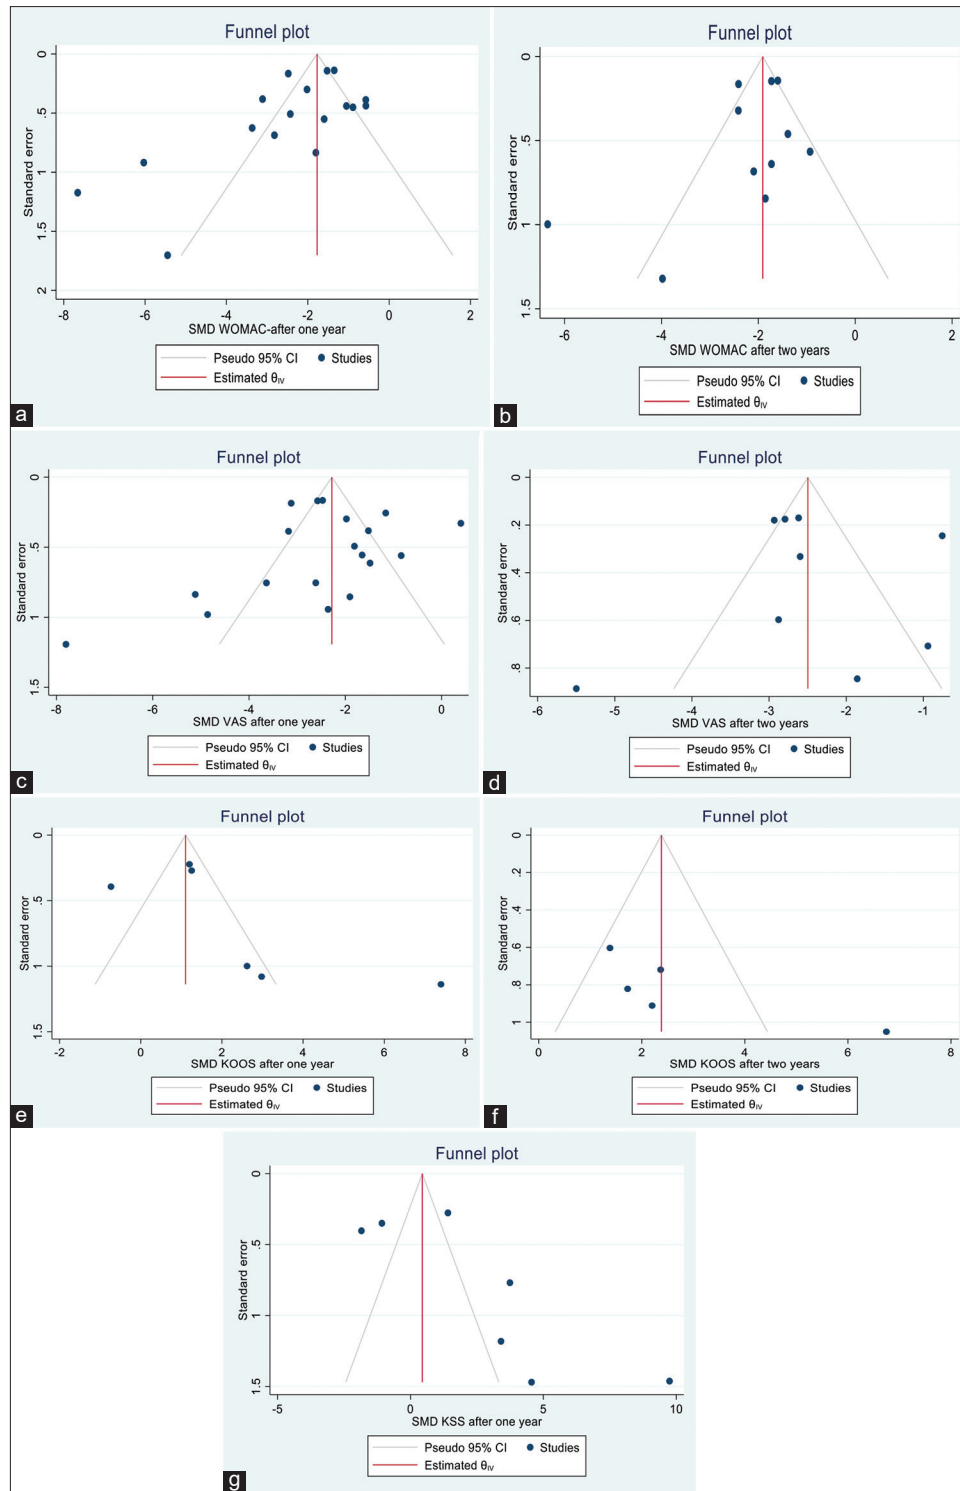 Funnel plot
0
.5
1
1.5
2
Standard error
-8 -6 -4 -2 0 2
SMD WOMAC-after one year
Pseudo 95% CI Studies
Estimated θIV
a
Funnel plot
0
.5
1
1.5
Standard error
-6 -4 -2 0 2
SMD WOMAC after two years
Pseudo 95% CI Studies
Estimated θIV
b
Funnel plot
0
.5
1
1.5
Standard error
-8 -6 -4 -2 0
SMD VAS after one year
Pseudo 95% CI Studies
Estimated θIV
c
Funnel plot
0
.2
.4
.6
.8
Standard error
-6 -5 -4 -3 -2 -1
SMD VAS after two years
Pseudo 95% CI Studies
Estimated θIV
d
Funnel plot
0
.5
1
1.5
Standard error
-2 0 2 4 6 8
SMD KOOS after one year
Pseudo 95% CI Studies
Estimated θIV
e
Funnel plot
0
.2
.4
.6
.8
1
Standard error
0 2 4 6 8
SMD KOOS after two years
Pseudo 95% CI Studies
Estimated θIV
f
Funnel plot
0
.5
1
1.5
Standard error
-5 0 5 10
SMD KSS after one year
Pseudo 95% CI Studies
Estimated θIV
g